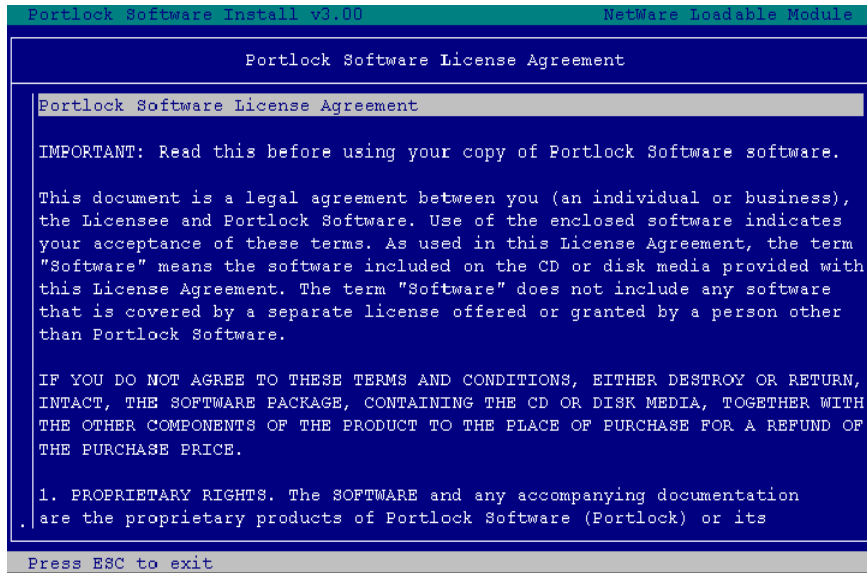 Portlock Software Install v3.00 NetWare Loadable Module
Portlock Software License Agreement
Portlock Software License Agreement
IMPORTANT: Read this before using your copy of Portlock Software software.
This document is a legal agreement between you (an individual or business),
the Licensee and Portlock Software. Use of the enclosed software indicates
your acceptance of these terms. As used in this License Agreement, the term
"Software" means the software included on the CD or disk media provided with
this License Agreement. The term "Software" does not include any software
that is covered by a separate license offered or granted by a person other
than Portlock Software.
IF YOU DO NOT AGREE TO THESE TERMS AND CONDITIONS, EITHER DESTROY OR RETURN,
INTACT, THE SOFTWARE PACKAGE, CONTAINING THE CD OR DISK MEDIA, TOGETHER WITH
THE OTHER COMPONENTS OF THE PRODUCT TO THE PLACE OF PURCHASE FOR A REFUND OF
THE PURCHASE PRICE.
1. PROPRIETARY RIGHTS. The SOFTWARE and any accompanying documentation
are the proprietary products of Portlock Software (Portlock) or its
Press ESC to exit